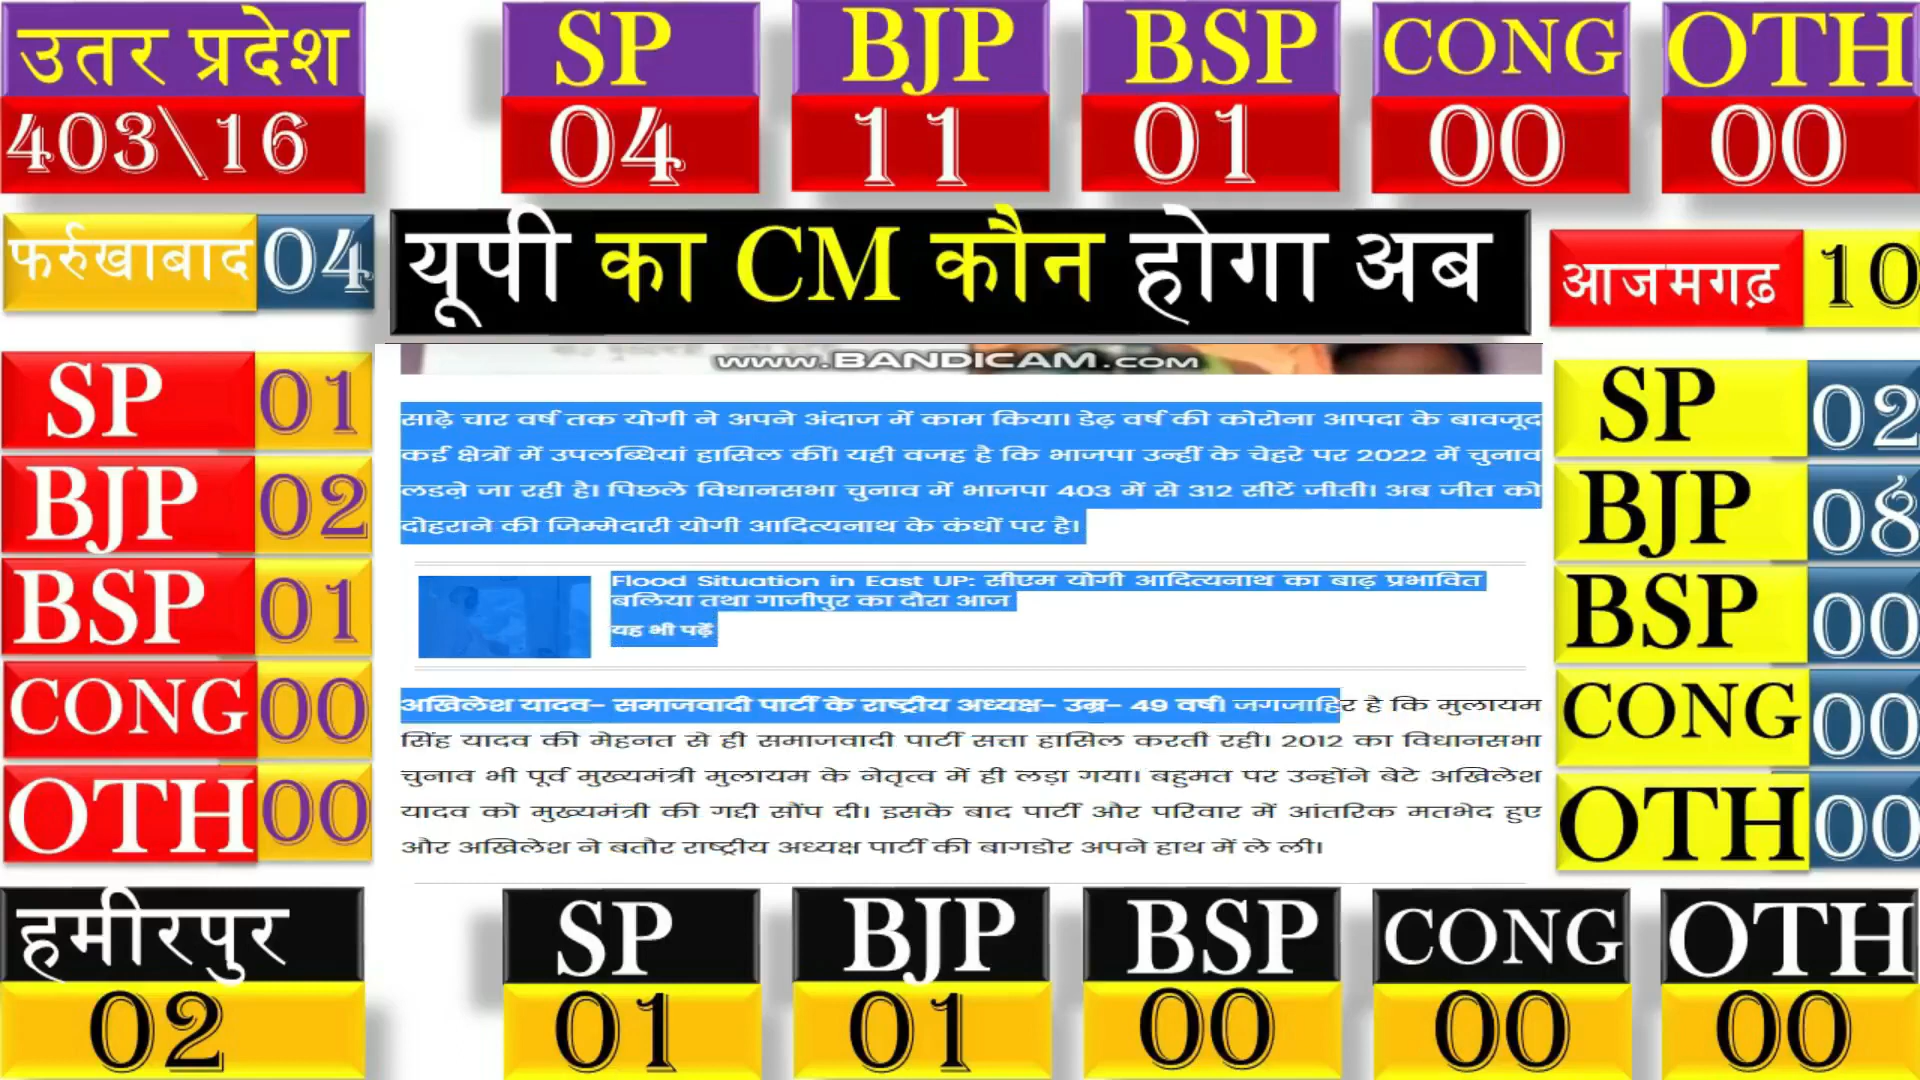 उतर प्रदेश
403\16
SP
04
BJP
11
BSP
01
CONG
00
OTH
00
फर्रुखाबाद 04
यूपी का CM कौन होगा अब
आजमगढ़ 10
www.BANDICAM.com
SP 01
BJP 02
BSP 01
CONG 00
OTH 00
साढ़े चार वर्ष तक योगी ने अपने अंदाज में काम किया। डेढ़ वर्ष की कोरोना आपदा के बावजूद
कई क्षेत्रों में उपलब्धियां हासिल कीं। यही वजह है कि भाजपा उन्हीं के चेहरे पर 2022 में चुनाव
लडऩे जा रही है। पिछले विधानसभा चुनाव में भाजपा 403 में से 312 सीटें जीती। अब जीत को
दोहराने की जिम्मेदारी योगी आदित्यनाथ के कंधों पर है।
Flood Situation in East UP: सीएम योगी आदित्यनाथ का बाढ़ प्रभावित
बलिया तथा गाजीपुर का दौरा आज
यह भी पढ़ें
अखिलेश यादव- समाजवादी पार्टी के राष्ट्रीय अध्यक्ष- उम्र- 49 वर्ष। जगजाहिर है कि मुलायम
सिंह यादव की मेहनत से ही समाजवादी पार्टी सत्ता हासिल करती रही। 2012 का विधानसभा
चुनाव भी पूर्व मुख्यमंत्री मुलायम के नेतृत्व में ही लड़ा गया। बहुमत पर उन्होंने बेटे अखिलेश
यादव को मुख्यमंत्री की गद्दी सौंप दी। इसके बाद पार्टी और परिवार में आंतरिक मतभेद हुए
और अखिलेश ने बतौर राष्ट्रीय अध्यक्ष पार्टी की बागडोर अपने हाथ में ले ली।
SP 02
BJP 08
BSP 00
CONG 00
OTH 00
हमीरपुर
02
SP
01
BJP
01
BSP
00
CONG
00
OTH
00